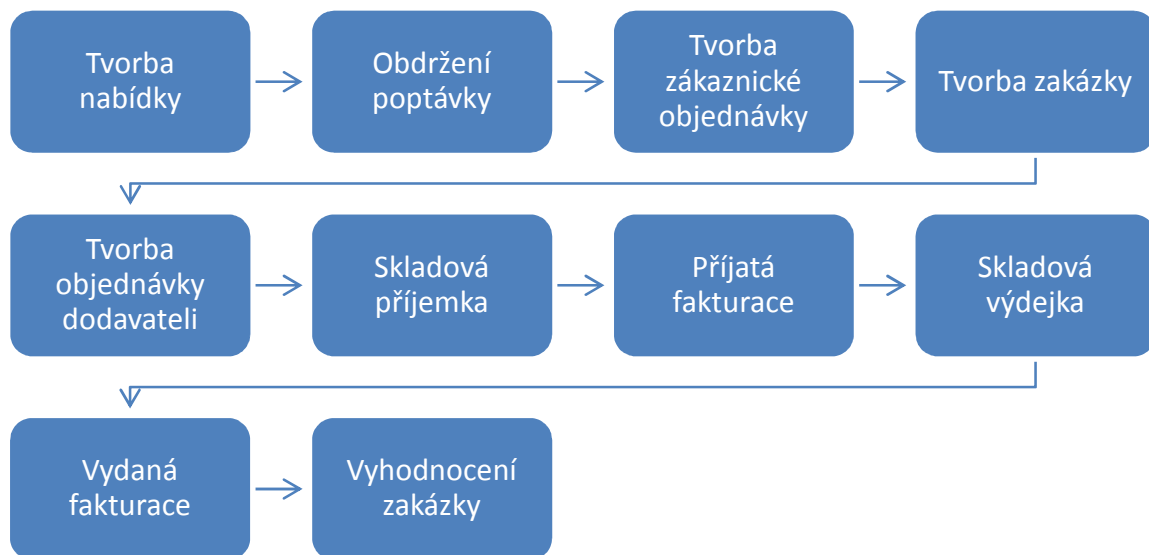 Tvorba
nabídky
Obdržení
poptávky
Tvorba
zákaznické
objednávky
Tvorba zakázky
Tvorba
objednávky
dodavateli
Skladová
příjemka
Příjatá
fakturace
Skladová
výdejka
Vydaná
fakturace
Vyhodnocení
zakázky